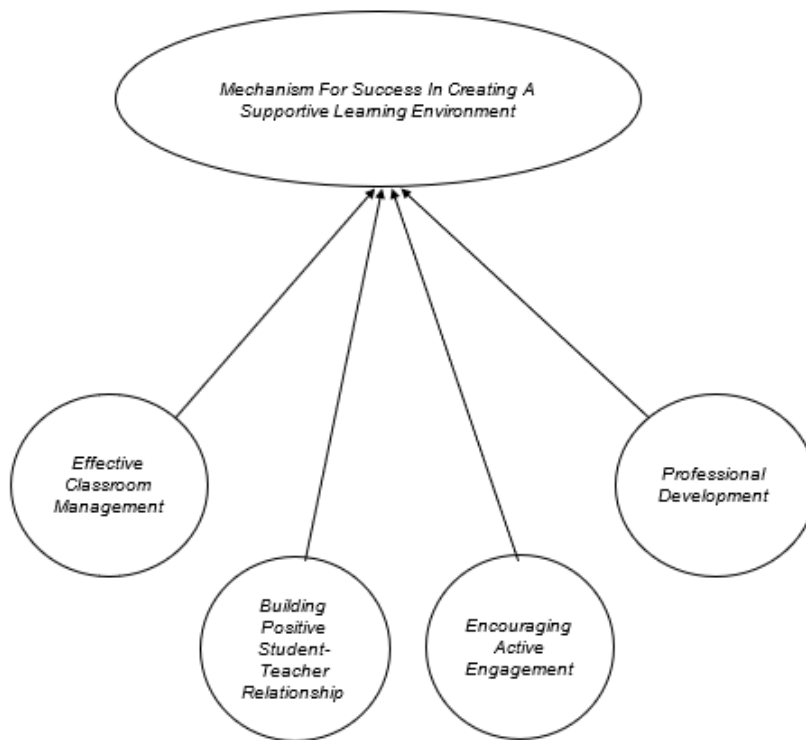 Mechanism For Success In Creating A
Supportive Learning Environment
Effective
Classroom
Management
Professional
Development
Building
Positive
Student-
Teacher
Relationship
Encouraging
Active
Engagement